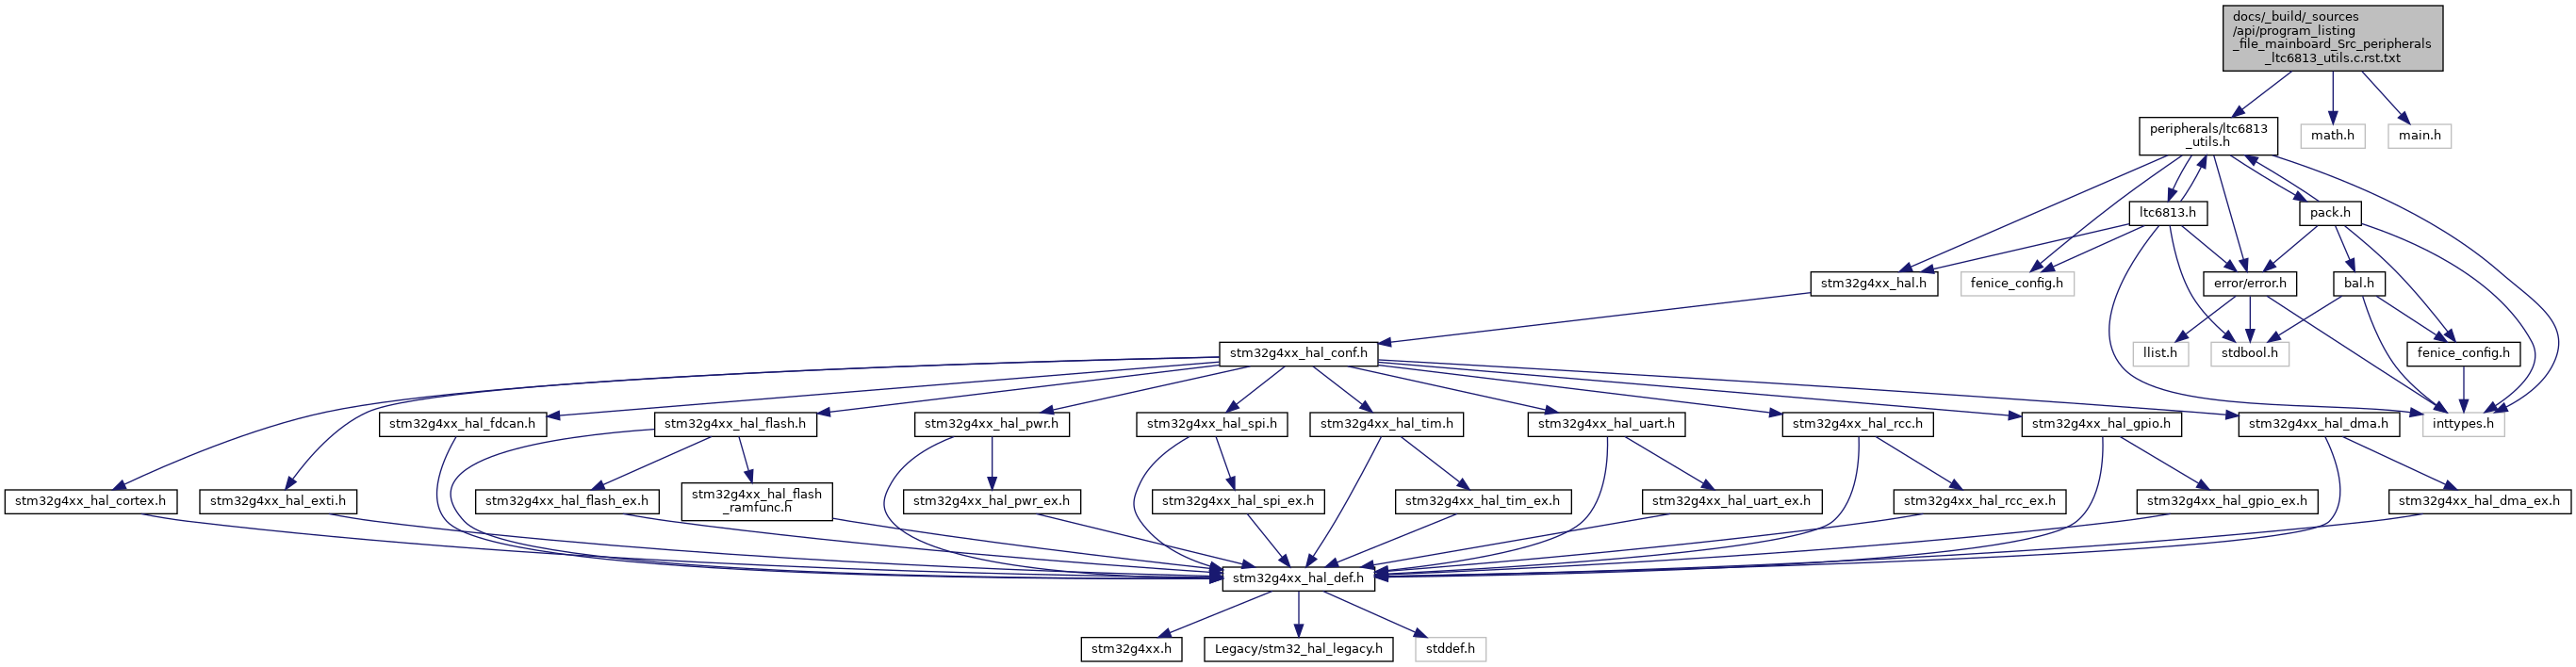 docs/_build/_sources
/api/program_listing
_file_mainboard_Src_peripherals
_ltc6813_utils.c.rst.txt
peripherals/ltc6813
_utils.h
math.h
main.h
ltc6813.h
pack.h
stm32g4xx_hal.h
fenice_config.h
error/error.h
bal.h
stm32g4xx_hal_conf.h
llist.h
stdbool.h
fenice_config.h
stm32g4xx_hal_fdcan.h
stm32g4xx_hal_flash.h
stm32g4xx_hal_pwr.h
stm32g4xx_hal_spi.h
stm32g4xx_hal_tim.h
stm32g4xx_hal_uart.h
stm32g4xx_hal_rcc.h
stm32g4xx_hal_gpio.h
stm32g4xx_hal_dma.h
inttypes.h
stm32g4xx_hal_cortex.h
stm32g4xx_hal_exti.h
stm32g4xx_hal_flash_ex.h
stm32g4xx_hal_flash
_ramfunc.h
stm32g4xx_hal_pwr_ex.h
stm32g4xx_hal_spi_ex.h
stm32g4xx_hal_tim_ex.h
stm32g4xx_hal_uart_ex.h
stm32g4xx_hal_rcc_ex.h
stm32g4xx_hal_gpio_ex.h
stm32g4xx_hal_dma_ex.h
stm32g4xx_hal_def.h
stm32g4xx.h
Legacy/stm32_hal_legacy.h
stddef.h